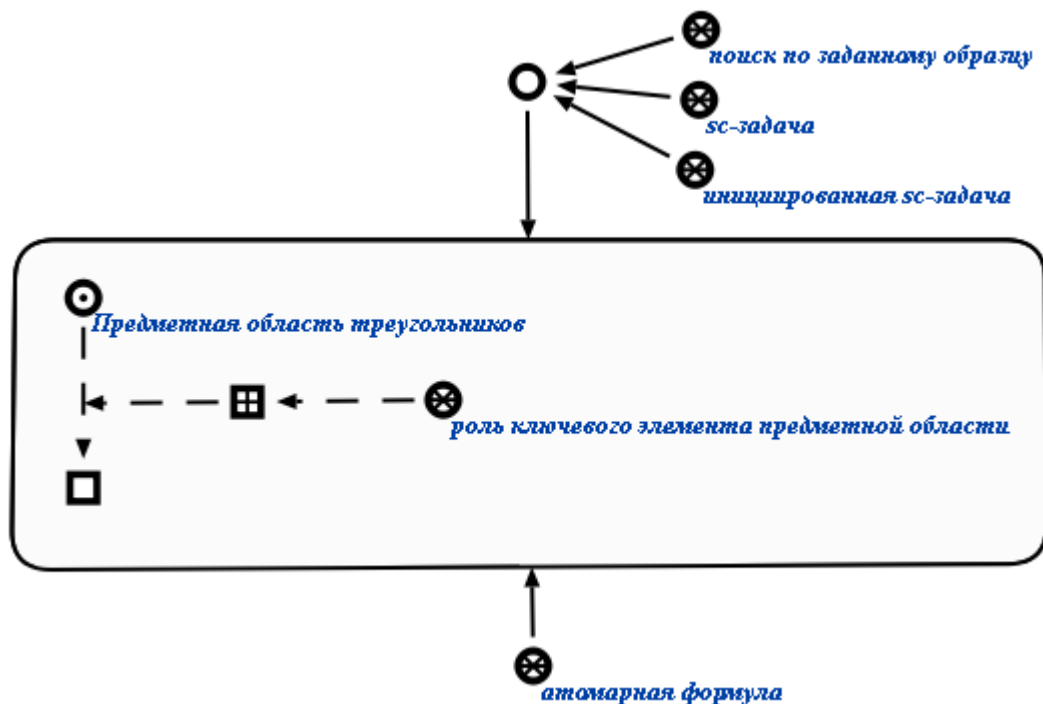 поиск по заданному образцу
sc-задача
инициированная sc-задача
Предметная область треугольников
роль ключевого элемента предметной области
атомарная формула